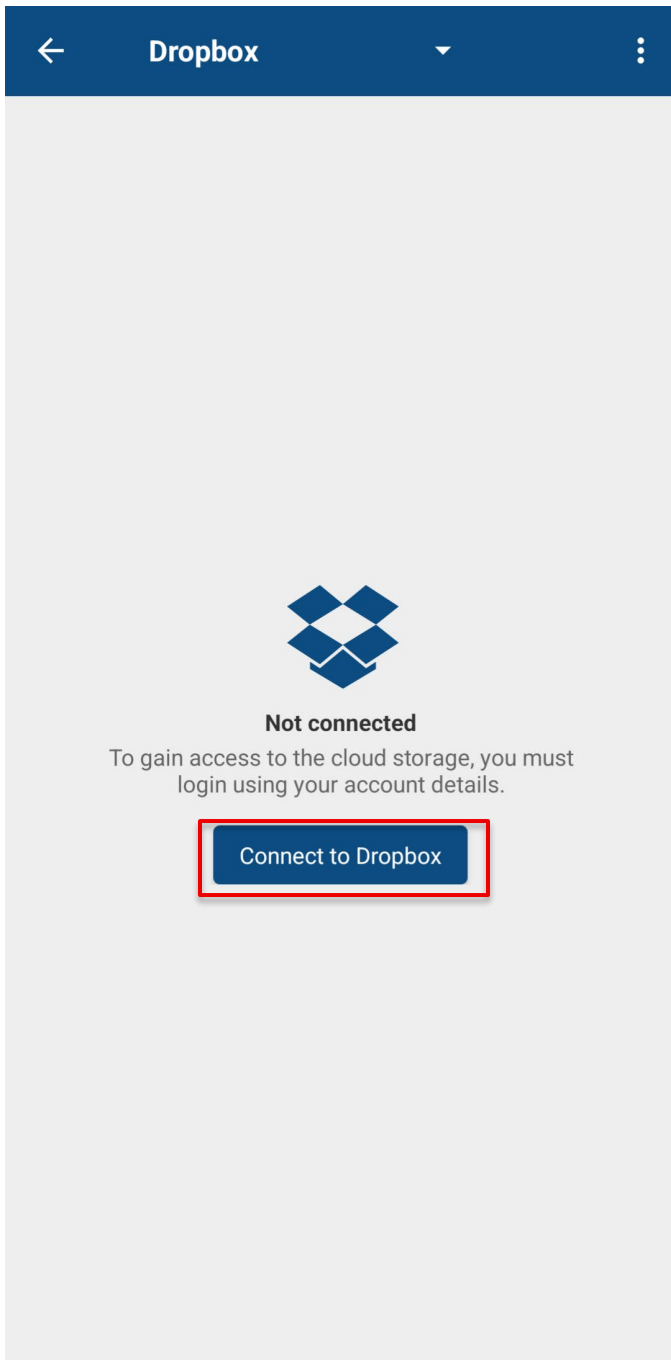 Dropbox
Not connected
To gain access to the cloud storage, you must
login using your account details.
Connect to Dropbox